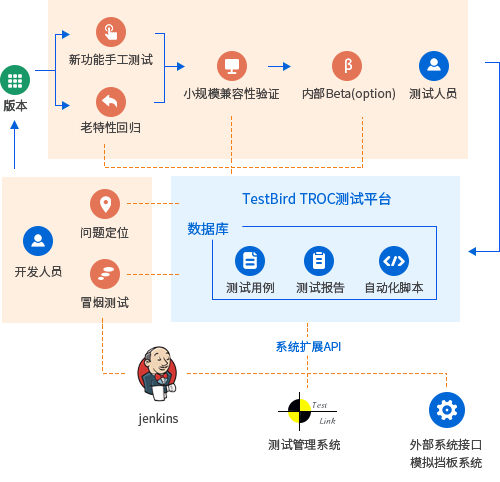 新功能手工测试
版本
老特性回归
小规模兼容性验证
β
内部Beta(option)
测试人员
TestBird TROC测试平台
数据库
问题定位
开发人员
测试用例
测试报告
自动化脚本
冒烟测试
系统扩展API
jenkins
Test
Link
测试管理系统
外部系统接口
模拟挡板系统